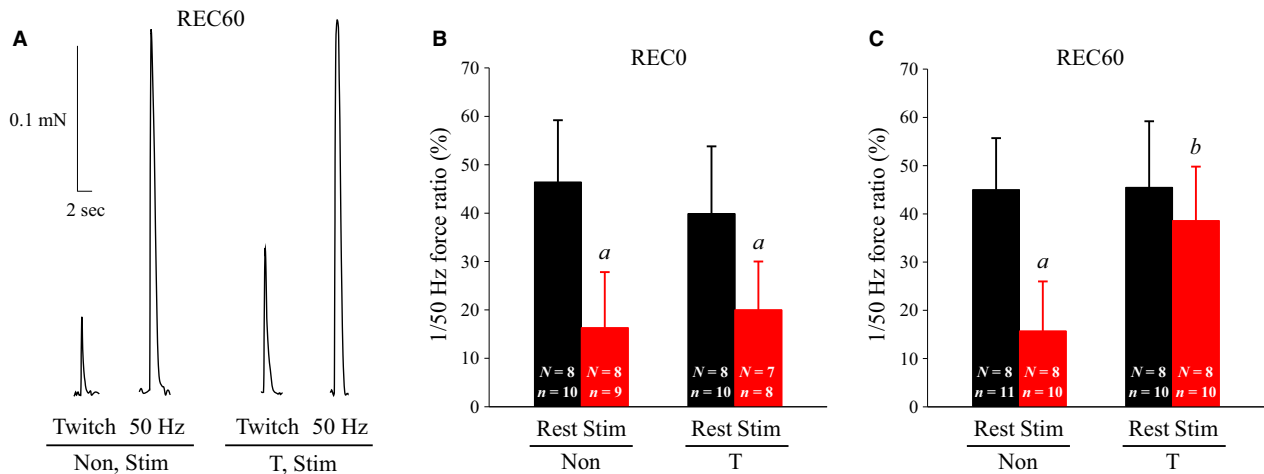 A
REC60
0.1 mN
2 sec
Twitch 50 Hz Twitch 50 Hz
Non, Stim T, Stim
B
REC0
1/50 Hz force ratio (%)
70
60
50
40
30
20
10
0
a
a
N = 8 N = 8 N = 8 N = 7
n = 10 n = 9 n = 10 n = 8
Rest Stim Rest Stim
Non T
C
REC60
1/50 Hz force ratio (%)
70
60
50
40
30
20
10
0
a
b
N = 8 N = 8 N = 8 N = 8
n = 11 n = 10 n = 10 n = 10
Rest Stim Rest Stim
Non T